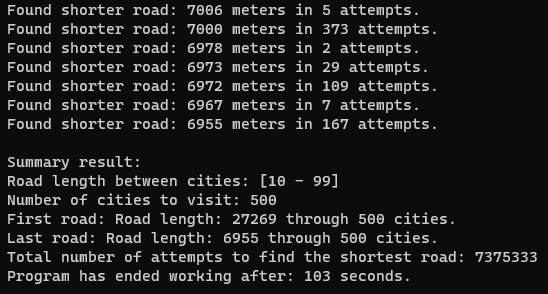 Found shorter road: 7006 meters in 5 attempts.
Found shorter road: 7000 meters in 373 attempts.
Found shorter road: 6978 meters in 2 attempts.
Found shorter road: 6973 meters in 29 attempts.
Found shorter road: 6972 meters in 109 attempts.
Found shorter road: 6967 meters in 7 attempts.
Found shorter road: 6955 meters in 167 attempts.
Summary result:
Road length between cities: [10 - 99]
Number of cities to visit: 500
First road: Road length: 27269 through 500 cities.
Last road: Road length: 6955 through 500 cities.
Total number of attempts to find the shortest road: 7375333
Program has ended working after: 103 seconds.